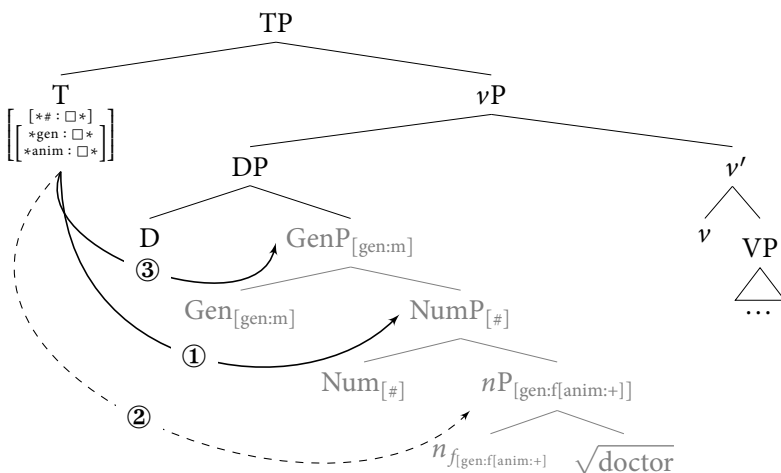 TP
T
vP
[*#: □*]
*gen: □*
*anim: □*
DP
v′
D
GenP[gen:m]
v
VP
③
...
Gen[gen:m]
NumP[#]
①
Num[#]
nP[gen:f[anim:+]]
②
n f[gen:f[anim:+]
√doctor